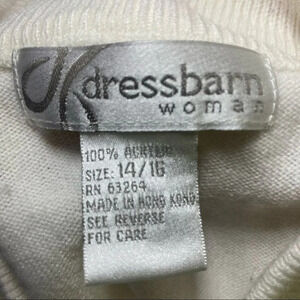 dressbarn
woman
100% ACRYLIC
SIZE: 14/16
RN 63264
MADE IN HONG KONG
SEE REVERSE
FOR CARE